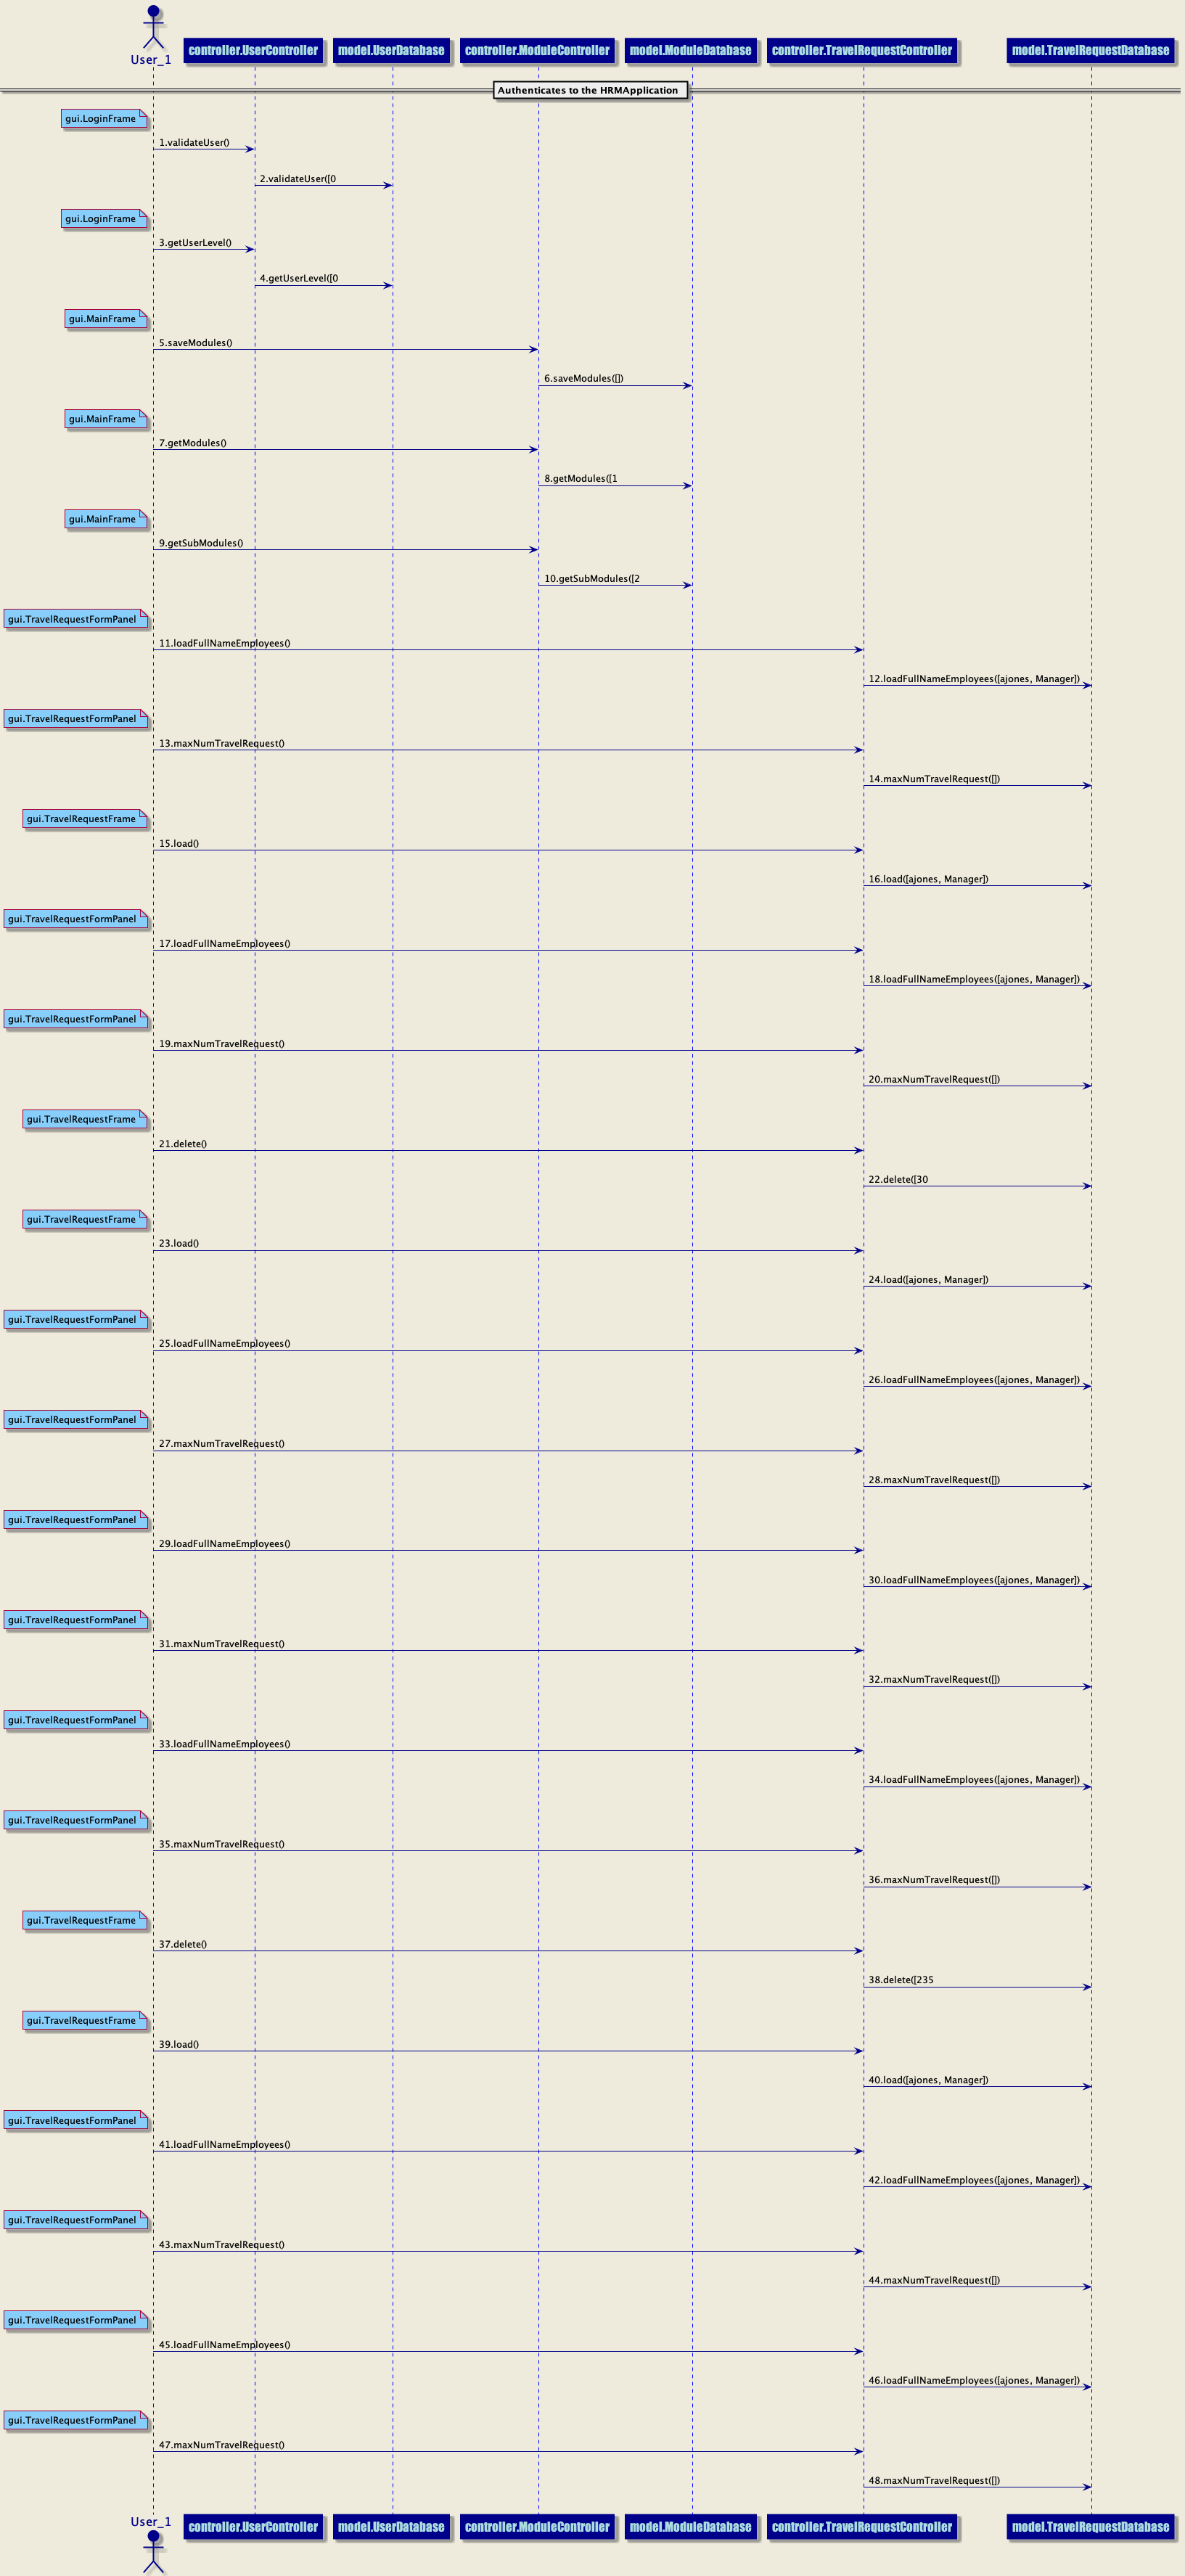 User_1
controller.UserController
model.UserDatabase
controller.ModuleController
model.ModuleDatabase
controller.TravelRequestController
model.TravelRequestDatabase
Authenticates to the HRMApplication
gui.LoginFrame
1.validateUser()
2.validateUser([0
gui.LoginFrame
3.getUserLevel()
4.getUserLevel([0
gui.MainFrame
5.saveModules()
6.saveModules([])
gui.MainFrame
7.getModules()
8.getModules([1
gui.MainFrame
9.getSubModules()
10.getSubModules([2
gui.TravelRequestFormPanel
11.loadFullNameEmployees()
12.loadFullNameEmployees([ajones, Manager])
gui.TravelRequestFormPanel
13.maxNumTravelRequest()
14.maxNumTravelRequest([])
gui.TravelRequestFrame
15.load()
16.load([ajones, Manager])
gui.TravelRequestFormPanel
17.loadFullNameEmployees()
18.loadFullNameEmployees([ajones, Manager])
gui.TravelRequestFormPanel
19.maxNumTravelRequest()
20.maxNumTravelRequest([])
gui.TravelRequestFrame
21.delete()
22.delete([30
gui.TravelRequestFrame
23.load()
24.load([ajones, Manager])
gui.TravelRequestFormPanel
25.loadFullNameEmployees()
26.loadFullNameEmployees([ajones, Manager])
gui.TravelRequestFormPanel
27.maxNumTravelRequest()
28.maxNumTravelRequest([])
gui.TravelRequestFormPanel
29.loadFullNameEmployees()
30.loadFullNameEmployees([ajones, Manager])
gui.TravelRequestFormPanel
31.maxNumTravelRequest()
32.maxNumTravelRequest([])
gui.TravelRequestFormPanel
33.loadFullNameEmployees()
34.loadFullNameEmployees([ajones, Manager])
gui.TravelRequestFormPanel
35.maxNumTravelRequest()
36.maxNumTravelRequest([])
gui.TravelRequestFrame
37.delete()
38.delete([235
gui.TravelRequestFrame
39.load()
40.load([ajones, Manager])
gui.TravelRequestFormPanel
41.loadFullNameEmployees()
42.loadFullNameEmployees([ajones, Manager])
gui.TravelRequestFormPanel
43.maxNumTravelRequest()
44.maxNumTravelRequest([])
gui.TravelRequestFormPanel
45.loadFullNameEmployees()
46.loadFullNameEmployees([ajones, Manager])
gui.TravelRequestFormPanel
47.maxNumTravelRequest()
48.maxNumTravelRequest([])
User_1
controller.UserController
model.UserDatabase
controller.ModuleController
model.ModuleDatabase
controller.TravelRequestController
model.TravelRequestDatabase